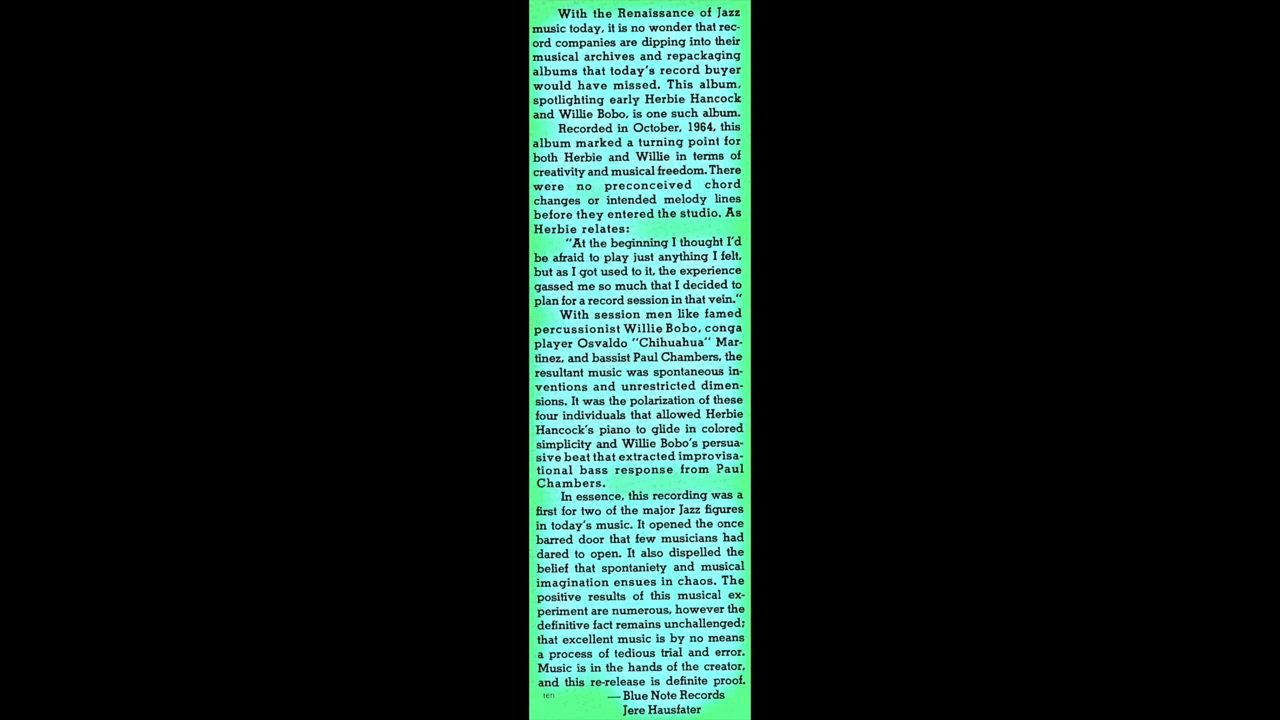 With the Renaissance of Jazz
music today, it is no wonder that rec-
ord companies are dipping into their
musical archives and repackaging
albums that today's record buyer
would have missed. This album,
spotlighting early Herbie Hancock
and Willie Bobo, is one such album.
Recorded in October, 1964, this
album marked a turning point for
both Herbie and Willie in terms of
creativity and musical freedom. There
were no preconceived chord
changes or intended melody lines
before they entered the studio. As
Herbie relates:
"At the beginning I thought I'd
be afraid to play just anything I felt,
but as I got used to it, the experience
gassed me so much that I decided to
plan for a record session in that vein."
With session men like famed
percussionist Willie Bobo, conga
player Osvaldo "Chihuahua" Mar-
tinez, and bassist Paul Chambers, the
resultant music was spontaneous in-
ventions and unrestricted dimen-
sions. It was the polarization of these
four individuals that allowed Herbie
Hancock's piano to glide in colored
simplicity and Willie Bobo's persua-
sive beat that extracted improvisa-
tional bass response from Paul
Chambers.
In essence, this recording was a
first for two of the major Jazz figures
in today's music. It opened the once
barred door that few musicians had
dared to open. It also dispelled the
belief that spontaniety and musical
imagination ensues in chaos. The
positive results of this musical ex-
periment are numerous, however the
definitive fact remains unchallenged;
that excellent music is by no means
a process of tedious trial and error.
Music is in the hands of the creator,
and this re-release is definite proof.
ten
— Blue Note Records
Jere Hausfater